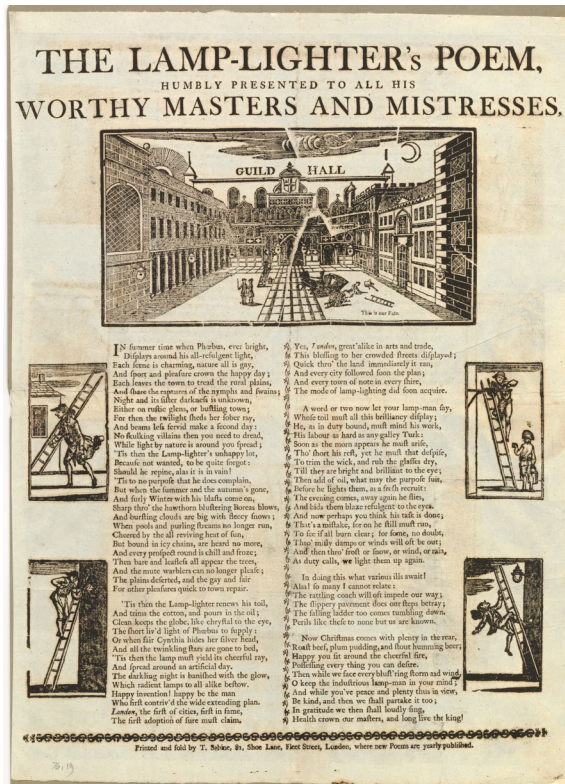 THE LAMP-LIGHTER's POEM,
HUMBLY PRESENTED TO ALL HIS
WORTHY MASTERS AND MISTRESSES.
GUILD HALL
This is our Fate.
IN summer time when Phœbus, ever bright,
Displays around his all-refulgent light,
Each scene is charming, nature all is gay,
And sport and pleasure crown the happy day;
Each leaves the town to tread the rural plains,
And share the raptures of the nymphs and swains;
Night and its sister darkness is unknown,
Either on rustic glens, or bustling town;
For then the twilight sheds her sober ray,
And beams less fervid make a second day:
No skulking villains then you need to dread,
While light by nature is around you spread;
'Tis then the Lamp-lighter's unhappy lot,
Because not wanted, to be quite forgot:
Should he repine, alas it is in vain!
'Tis to no purpose that he does complain.
But when the summer and the autumn's gone,
And surly Winter with his blasts come on,
Sharp thro' the hawthorn blustering Boreas blows,
And bursting clouds are big with fleecy snows;
When pools and purling streams no longer run,
Cheered by the all reviving heat of sun,
But bound in icy chains, are heard no more,
And every prospect round is chill and froze;
Then bare and leafless all appear the trees,
And the mute warblers can no longer please;
The plains deserted, and the gay and fair
For other pleasures quick to town repair.
'Tis then the Lamp-lighter renews his toil,
And trims the cotton, and pours in the oil;
Clean keeps the globe, like chrystal to the eye,
The short liv'd light of Phœbus to supply:
Or when fair Cynthia hides her silver head,
And all the twinkling stars are gone to bed,
'Tis then the lamp must yield its cheerful ray,
And spread around an artificial day.
The darkling night is banished with the glow,
Which radient lamps to all alike bestow.
Happy invention! happy be the man
Who first contriv'd the wide extending plan.
London, the first of cities, first in fame,
The first adoption of sure must claim.
Yes, London, great alike in arts and trade,
This blessing to her crowded streets displayed;
Quick thro' the land immediately it ran,
And every city followed soon the plan;
And every town of note in every shire,
The mode of lamp-lighting did soon acquire.
A word or two now let your lamp-man say,
Whose toil must all this brilliancy display;
He, as in duty bound, must mind his work,
His labour as hard as any galley Turk:
Soon as the morn appears he must arise,
Tho' short his rest, yet he must that despise,
To trim the wick, and rub the glasses dry,
Till they are bright and brilliant to the eye;
Then add of oil, what may the purpose suit,
Before he lights them, as a fresh recruit:
The evening comes, away again he flies,
And bids them blaze refulgent to the eyes.
And now perhaps you think his task is done;
That's a mistake, for on he still must run,
To see if all burn clear; for some, no doubt,
Thro' misly damps or winds will oft be out;
And then thro' frost or snow, or wind, or rain,
As duty calls, we light them up again.
In doing this what various ills await!
Alas! so many I cannot relate:
The rattling coach will oft impede our way;
The slippery pavement does our steps betray;
The falling ladder too comes tumbling down.
Perils like these to none but us are known.
Now Christmas comes with plenty in the rear,
Roast beef, plum pudding, and stout humming beer;
Happy you sit around the cheerful fire,
Possessing every thing you can desire.
Then while we face every blust'ring storm and wind,
O keep the industrious lamp-man in your mind;
And while you've peace and plenty thus in view,
Be kind, and then we shall partake it too;
In gratitude we then shall loudly sing,
Health crown our masters, and long live the king!
Printed and sold by T. Sabine, 81, Shoe Lane, Fleet Street, London, where new Poems are yearly published.